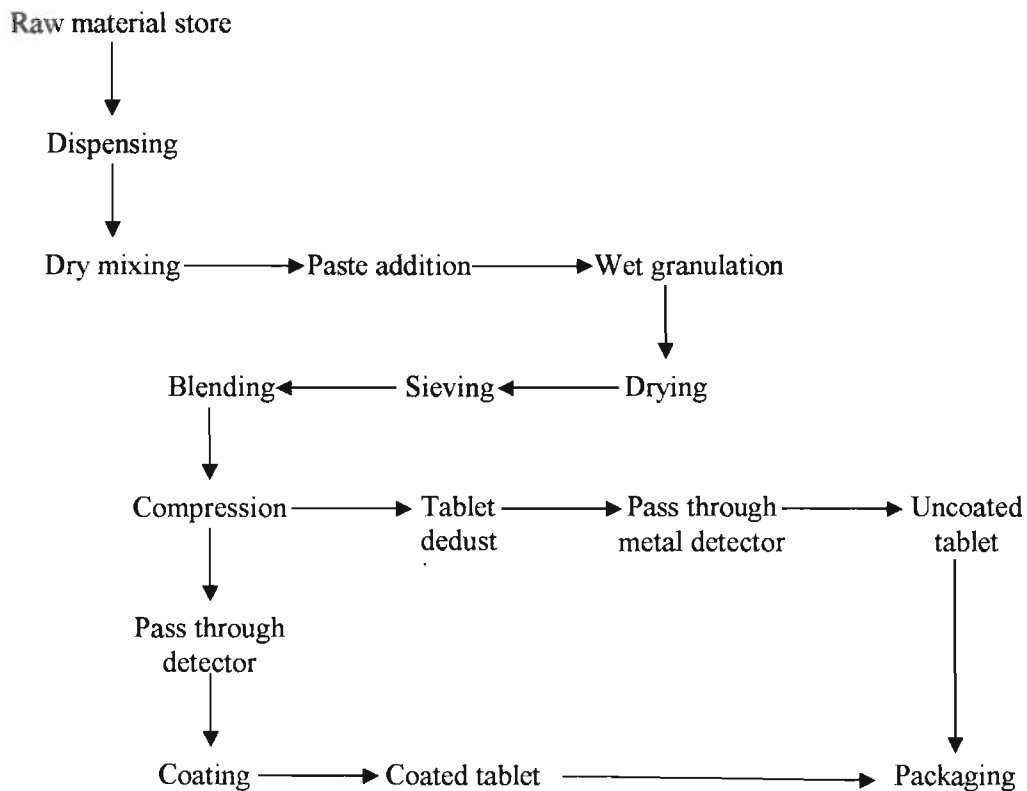 Raw material store
Dispensing
Dry mixing
Paste addition
Wet granulation
Blending
Sieving
Drying
Compression
Tablet
dedust
Pass through
metal detector
Uncoated
tablet
Pass through
detector
Coating
Coated tablet
Packaging